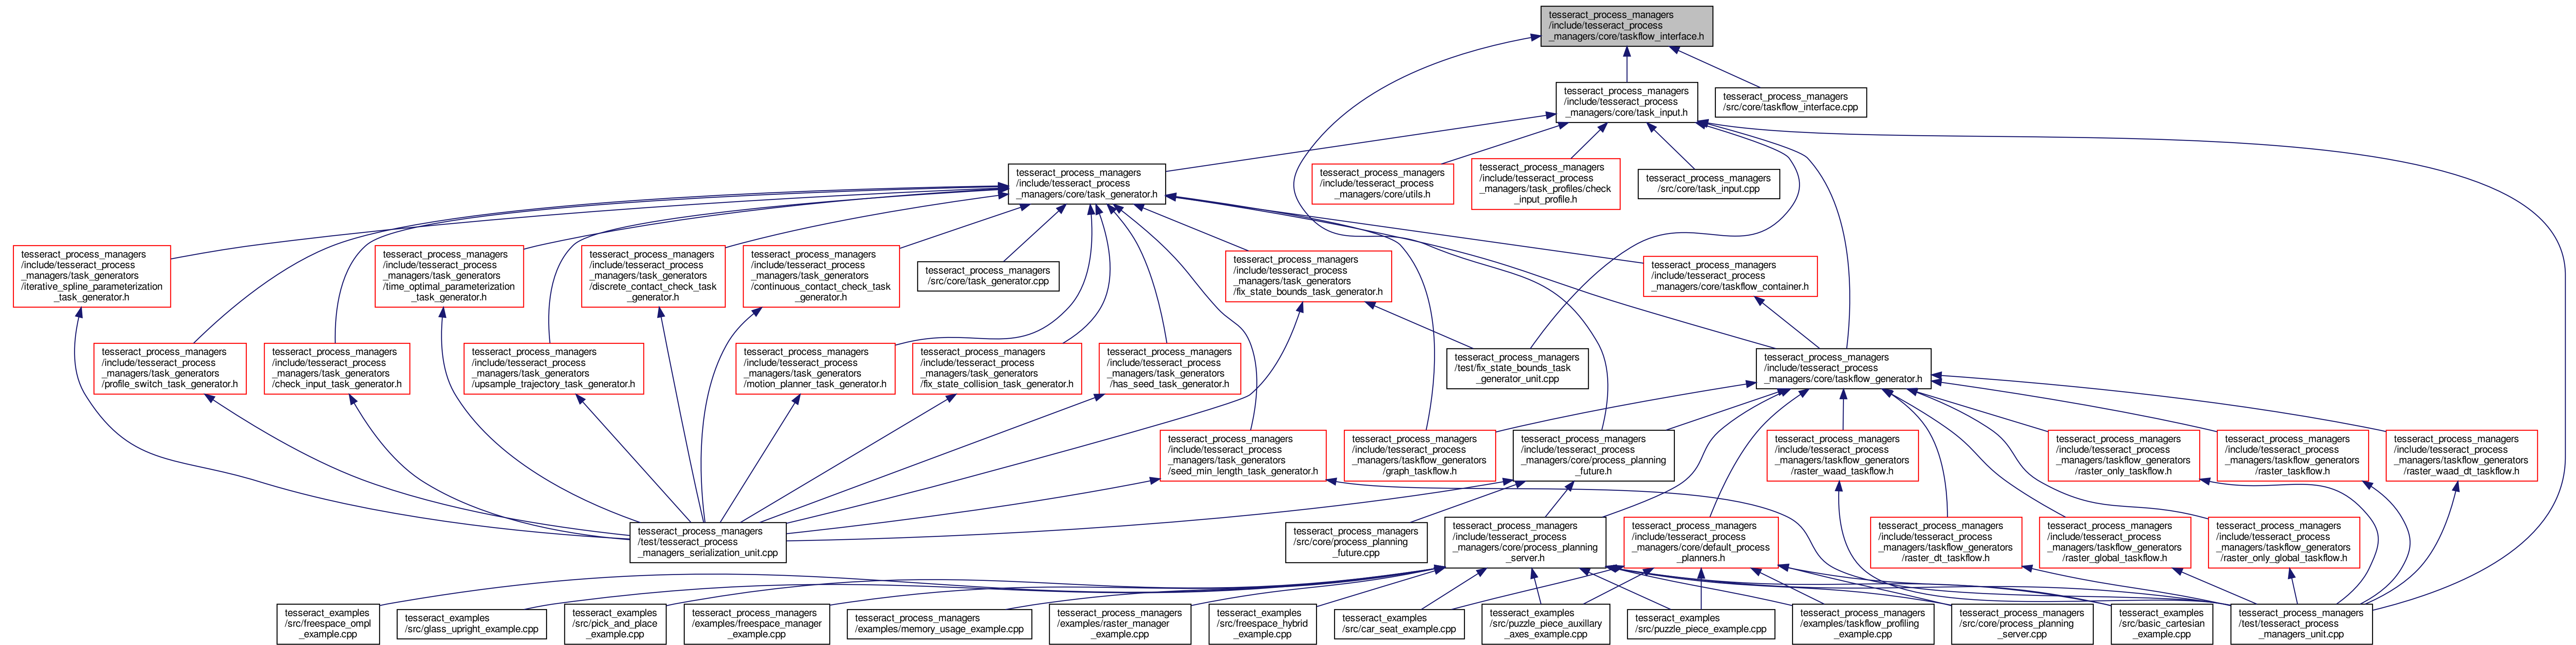 tesseract_process_managers
/include/tesseract_process
_managers/core/taskflow_interface.h
tesseract_process_managers
/include/tesseract_process
_managers/core/task_input.h
tesseract_process_managers
/src/core/taskflow_interface.cpp
tesseract_process_managers
/include/tesseract_process
_managers/core/task_generator.h
tesseract_process_managers
/include/tesseract_process
_managers/core/utils.h
tesseract_process_managers
/include/tesseract_process
_managers/task_profiles/check
_input_profile.h
tesseract_process_managers
/src/core/task_input.cpp
tesseract_process_managers
/include/tesseract_process
_managers/task_generators
/iterative_spline_parameterization
_task_generator.h
tesseract_process_managers
/include/tesseract_process
_managers/task_generators
/time_optimal_parameterization
_task_generator.h
tesseract_process_managers
/include/tesseract_process
_managers/task_generators
/discrete_contact_check_task
_generator.h
tesseract_process_managers
/include/tesseract_process
_managers/task_generators
/continuous_contact_check_task
_generator.h
tesseract_process_managers
/src/core/task_generator.cpp
tesseract_process_managers
/include/tesseract_process
_managers/task_generators
/fix_state_bounds_task_generator.h
tesseract_process_managers
/include/tesseract_process
_managers/core/taskflow_container.h
tesseract_process_managers
/include/tesseract_process
_managers/task_generators
/profile_switch_task_generator.h
tesseract_process_managers
/include/tesseract_process
_managers/task_generators
/check_input_task_generator.h
tesseract_process_managers
/include/tesseract_process
_managers/task_generators
/upsample_trajectory_task_generator.h
tesseract_process_managers
/include/tesseract_process
_managers/task_generators
/motion_planner_task_generator.h
tesseract_process_managers
/include/tesseract_process
_managers/task_generators
/fix_state_collision_task_generator.h
tesseract_process_managers
/include/tesseract_process
_managers/task_generators
/has_seed_task_generator.h
tesseract_process_managers
/test/fix_state_bounds_task
_generator_unit.cpp
tesseract_process_managers
/include/tesseract_process
_managers/core/taskflow_generator.h
tesseract_process_managers
/include/tesseract_process
_managers/task_generators
/seed_min_length_task_generator.h
tesseract_process_managers
/include/tesseract_process
_managers/taskflow_generators
/graph_taskflow.h
tesseract_process_managers
/include/tesseract_process
_managers/core/process_planning
_future.h
tesseract_process_managers
/include/tesseract_process
_managers/taskflow_generators
/raster_waad_taskflow.h
tesseract_process_managers
/include/tesseract_process
_managers/taskflow_generators
/raster_only_taskflow.h
tesseract_process_managers
/include/tesseract_process
_managers/taskflow_generators
/raster_taskflow.h
tesseract_process_managers
/include/tesseract_process
_managers/taskflow_generators
/raster_waad_dt_taskflow.h
tesseract_process_managers
/test/tesseract_process
_managers_serialization_unit.cpp
tesseract_process_managers
/src/core/process_planning
_future.cpp
tesseract_process_managers
/include/tesseract_process
_managers/core/process_planning
_server.h
tesseract_process_managers
/include/tesseract_process
_managers/core/default_process
_planners.h
tesseract_process_managers
/include/tesseract_process
_managers/taskflow_generators
/raster_dt_taskflow.h
tesseract_process_managers
/include/tesseract_process
_managers/taskflow_generators
/raster_global_taskflow.h
tesseract_process_managers
/include/tesseract_process
_managers/taskflow_generators
/raster_only_global_taskflow.h
tesseract_examples
/src/freespace_ompl
_example.cpp
tesseract_examples
/src/glass_upright_example.cpp
tesseract_examples
/src/pick_and_place
_example.cpp
tesseract_process_managers
/examples/freespace_manager
_example.cpp
tesseract_process_managers
/examples/memory_usage_example.cpp
tesseract_process_managers
/examples/raster_manager
_example.cpp
tesseract_examples
/src/freespace_hybrid
_example.cpp
tesseract_examples
/src/car_seat_example.cpp
tesseract_examples
/src/puzzle_piece_auxillary
_axes_example.cpp
tesseract_examples
/src/puzzle_piece_example.cpp
tesseract_process_managers
/examples/taskflow_profiling
_example.cpp
tesseract_process_managers
/src/core/process_planning
_server.cpp
tesseract_examples
/src/basic_cartesian
_example.cpp
tesseract_process_managers
/test/tesseract_process
_managers_unit.cpp